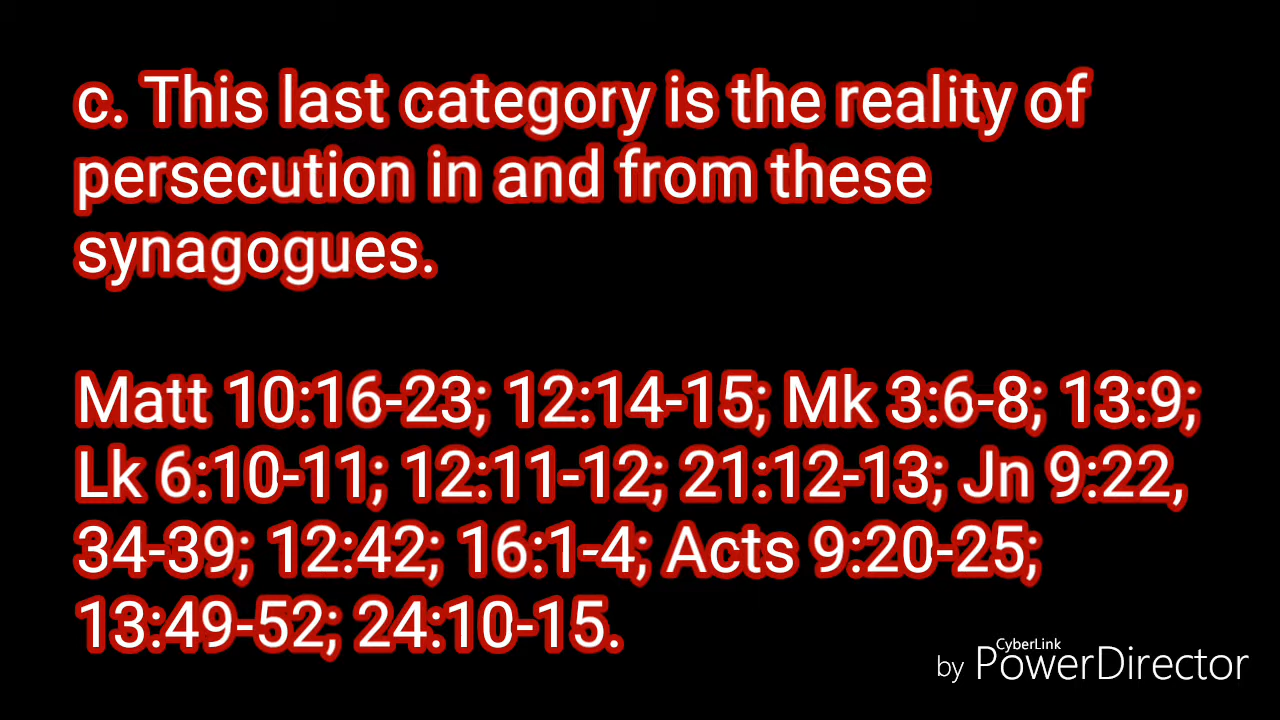 c. This last category is the reality of
persecution in and from these
synagogues.
Matt 10:16-23; 12:14-15; Mk 3:6-8; 13:9;
Lk 6:10-11; 12:11-12; 21:12-13; Jn 9:22,
34-39; 12:42; 16:1-4; Acts 9:20-25;
13:49-52; 24:10-15.
CyberLink
by PowerDirector